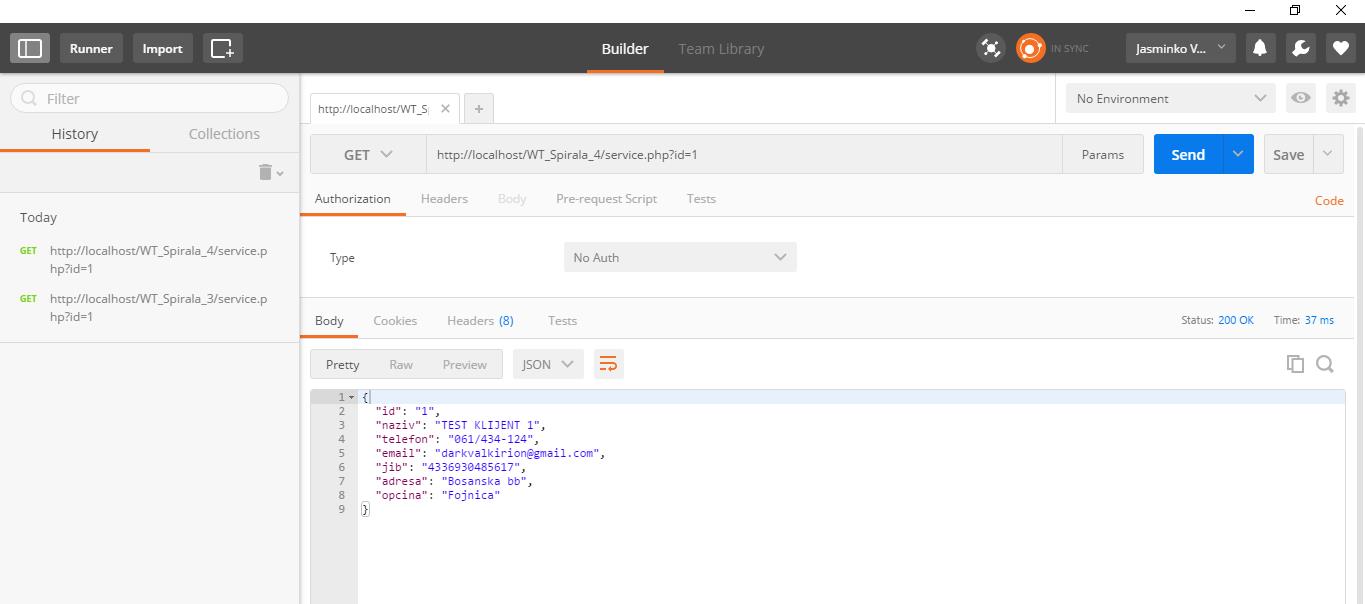 Runner Import Builder Team Library IN SYNC Jasminko V...
Filter
History Collections
Today
GET http://localhost/WT_Spirala_4/service.p
hp?id=1
GET http://localhost/WT_Spirala_3/service.p
hp?id=1
http://localhost/WT_S × + No Environment
GET http://localhost/WT_Spirala_4/service.php?id=1 Params Send Save
Authorization Headers Body Pre-request Script Tests Code
Type No Auth
Body Cookies Headers (8) Tests Status: 200 OK Time: 37 ms
Pretty Raw Preview JSON
1 {
2 "id": "1",
3 "naziv": "TEST KLIJENT 1",
4 "telefon": "061/434-124",
5 "email": "darkvalkirion@gmail.com",
6 "jib": "4336930485617",
7 "adresa": "Bosanska bb",
8 "opcina": "Fojnica"
9 }